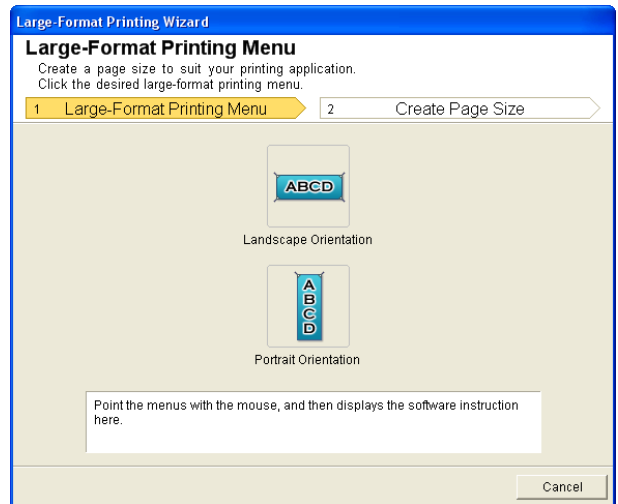 Large-Format Printing Wizard
Large-Format Printing Menu
Create a page size to suit your printing application.
Click the desired large-format printing menu.
1 Large-Format Printing Menu 2 Create Page Size
ABCD
Landscape Orientation
A
B
C
D
Portrait Orientation
Point the menus with the mouse, and then displays the software instruction
here.
Cancel